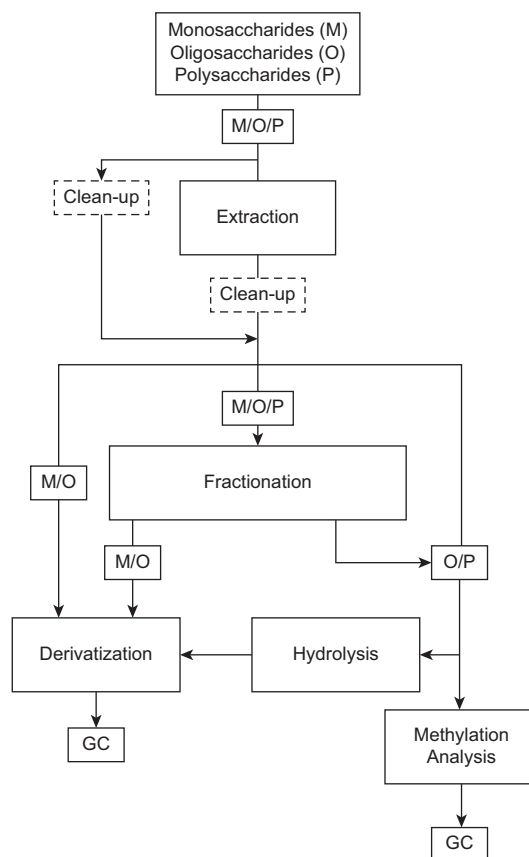 Monosaccharides (M)
Oligosaccharides (O)
Polysaccharides (P)
M/O/P
Clean-up
Extraction
Clean-up
M/O/P
M/O
Fractionation
M/O
O/P
Derivatization
Hydrolysis
GC
Methylation
Analysis
GC